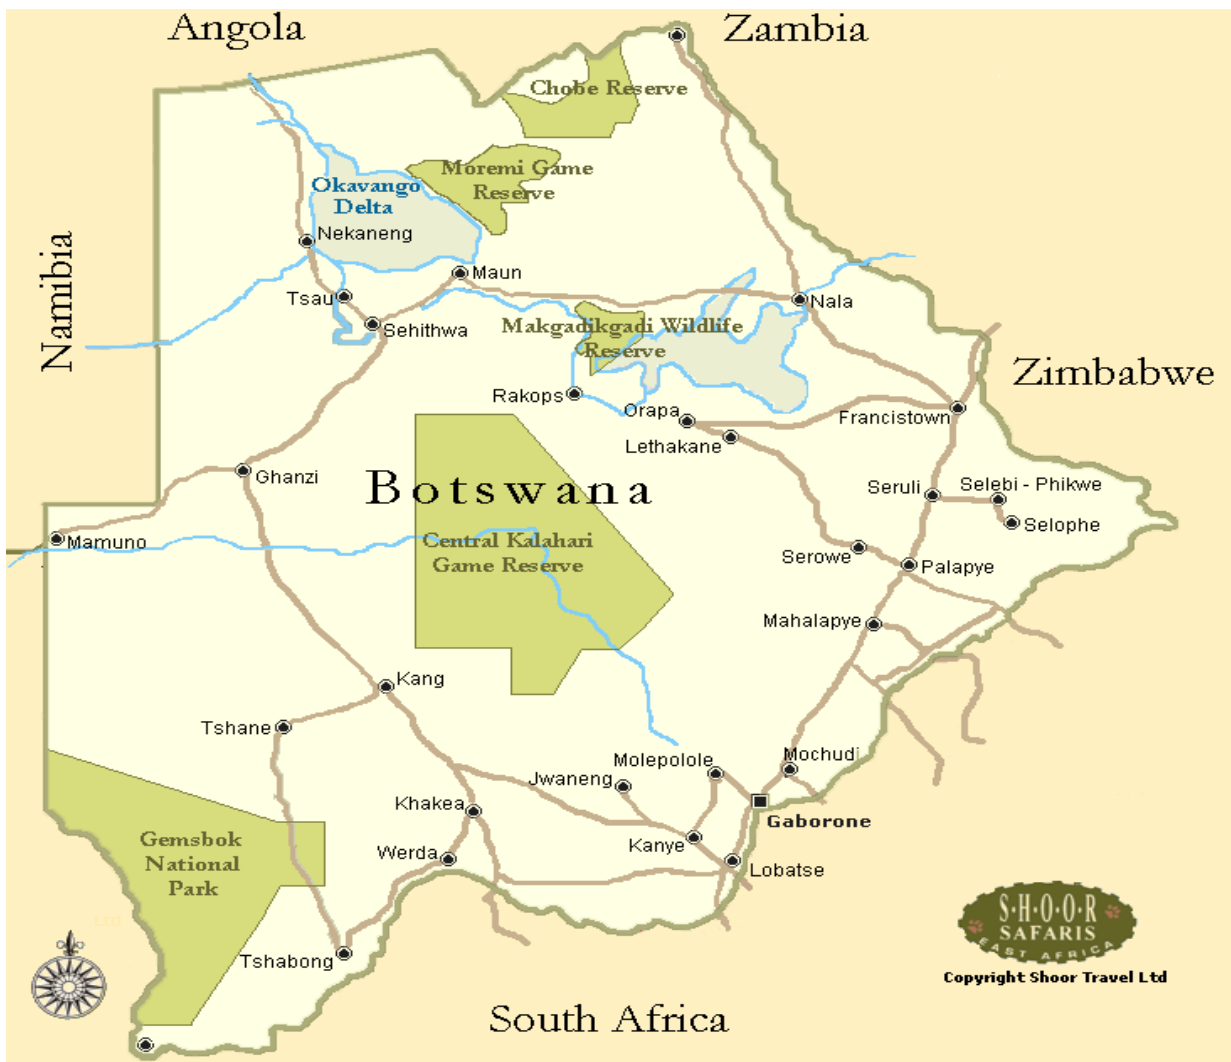 Angola
Zambia
Chobe Reserve
Moremi Game
Reserve
Okavango
Delta
Nekaneng
Namibia
Maun
Tsau
Nala
Sehithwa
Makgadikgadi Wildlife
Reserve
Zimbabwe
Rakops
Orapa
Francistown
Lethakane
Ghanzi
Botswana
Seruli
Selebi - Phikwe
Selophe
Mamuno
Central Kalahari
Game Reserve
Serowe
Palapye
Mahalapye
Kang
Tshane
Mochudi
Molepolole
Jwaneng
Khakea
Gaborone
Gemsbok
National
Park
Kanye
Werda
Lobatse
Tshabong
S·H·O·O·R
SAFARIS
EAST AFRICA
Copyright Shoor Travel Ltd
South Africa